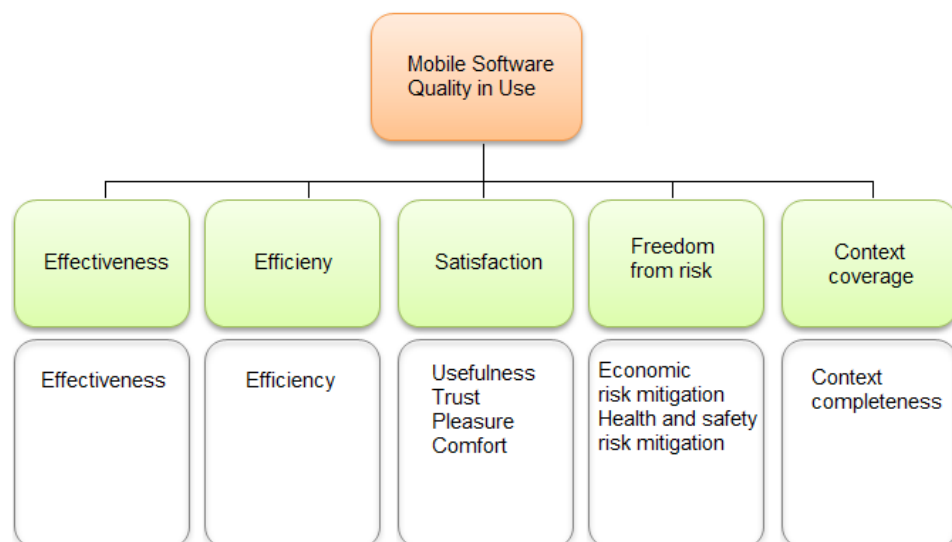 Mobile Software
Quality in Use
Effectiveness
Efficieny
Satisfaction
Freedom
from risk
Context
coverage
Effectiveness
Efficiency
Usefulness
Trust
Pleasure
Comfort
Economic
risk mitigation
Health and safety
risk mitigation
Context
completeness